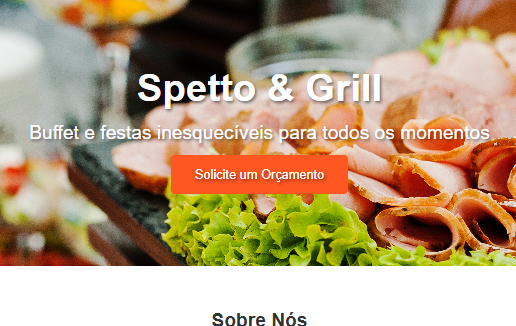 Spetto & Grill
Buffet e festas inesquecíveis para todos os momentos
Solicite um Orçamento
Sobre Nós